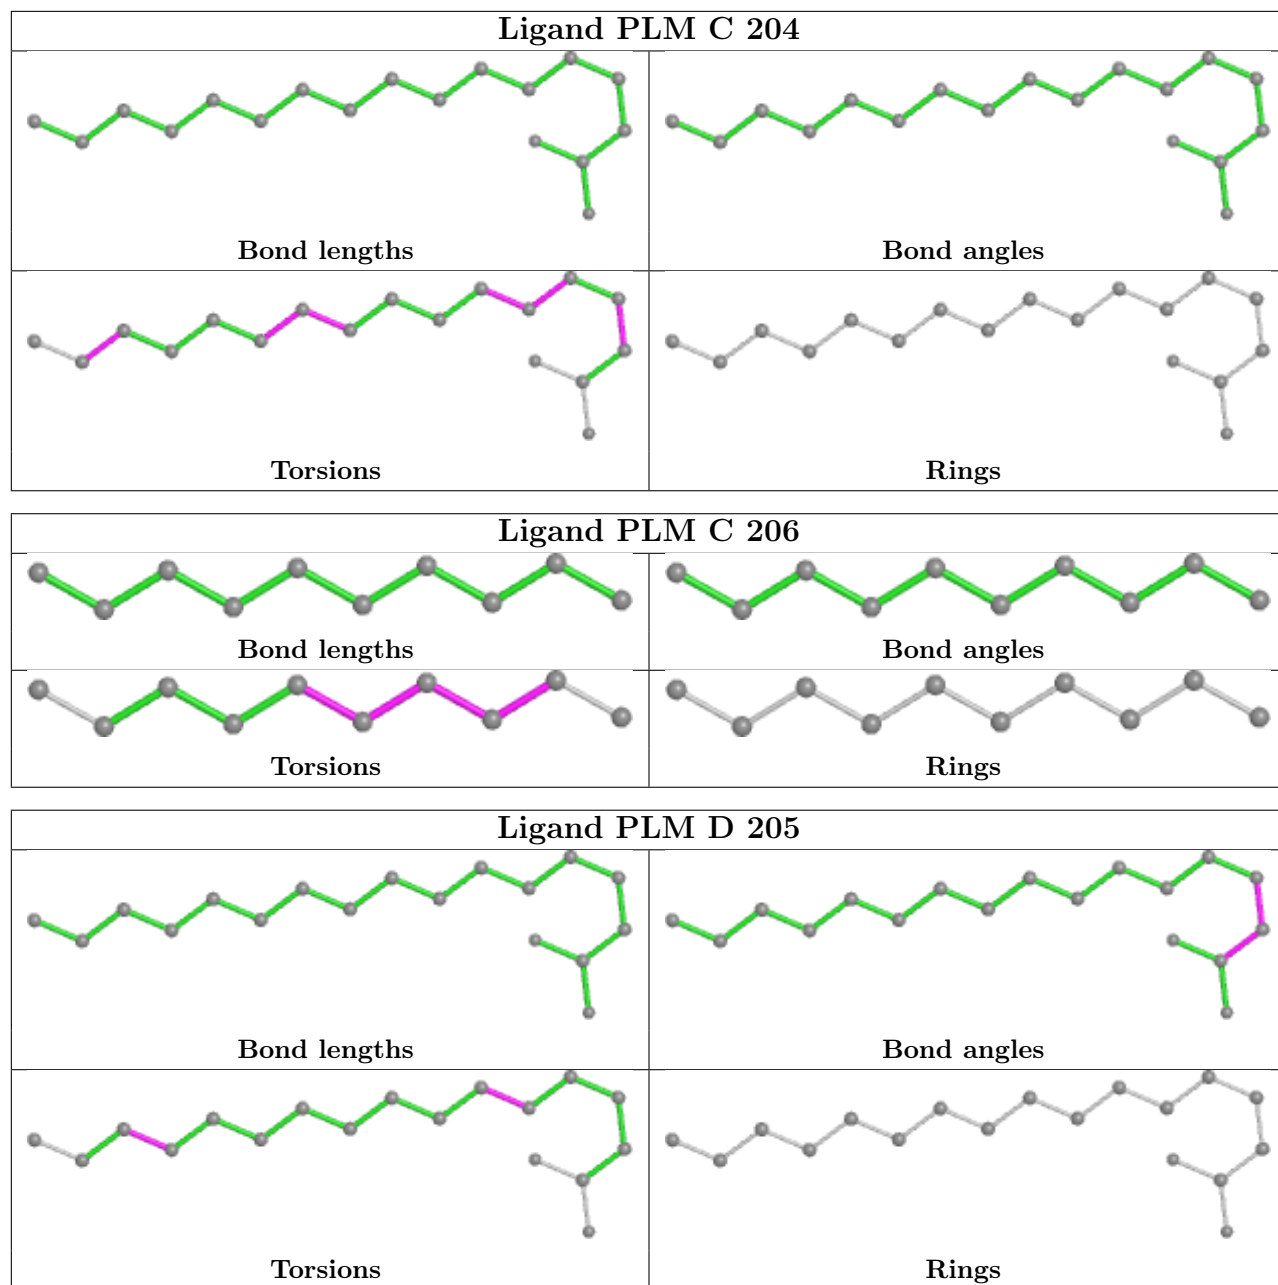 Ligand PLM C 204
Bond lengths
Bond angles
Torsions
Rings
Ligand PLM C 206
Bond lengths
Bond angles
Torsions
Rings
Ligand PLM D 205
Bond lengths
Bond angles
Torsions
Rings